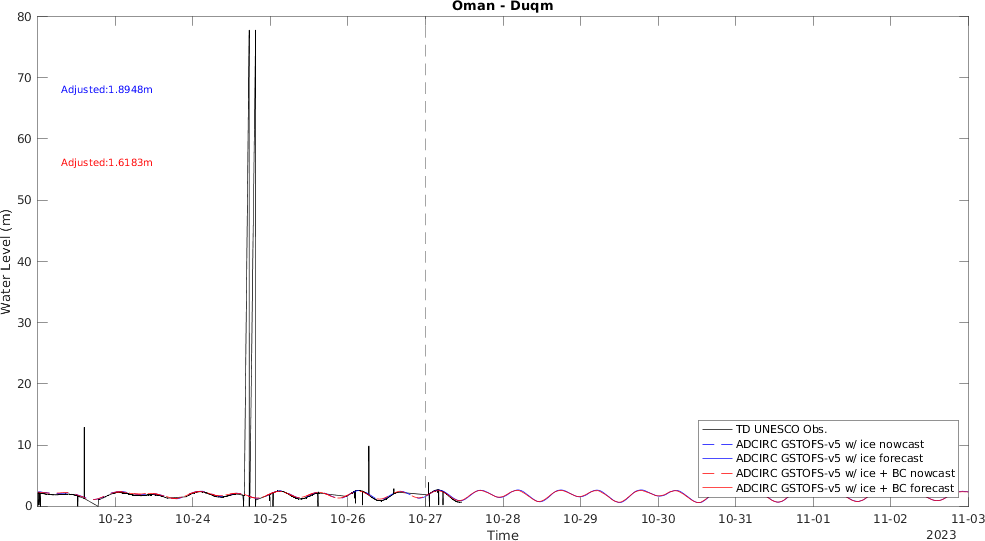 Oman - Duqm
80
70
60
50
40
30
20
10
0
Water Level (m)
Adjusted:1.8948m
Adjusted:1.6183m
TD UNESCO Obs.
ADCIRC GSTOFS-v5 w/ ice nowcast
ADCIRC GSTOFS-v5 w/ ice forecast
ADCIRC GSTOFS-v5 w/ ice + BC nowcast
ADCIRC GSTOFS-v5 w/ ice + BC forecast
10-23 10-24 10-25 10-26 10-27 10-28 10-29 10-30 10-31 11-01 11-02 11-03
Time
2023